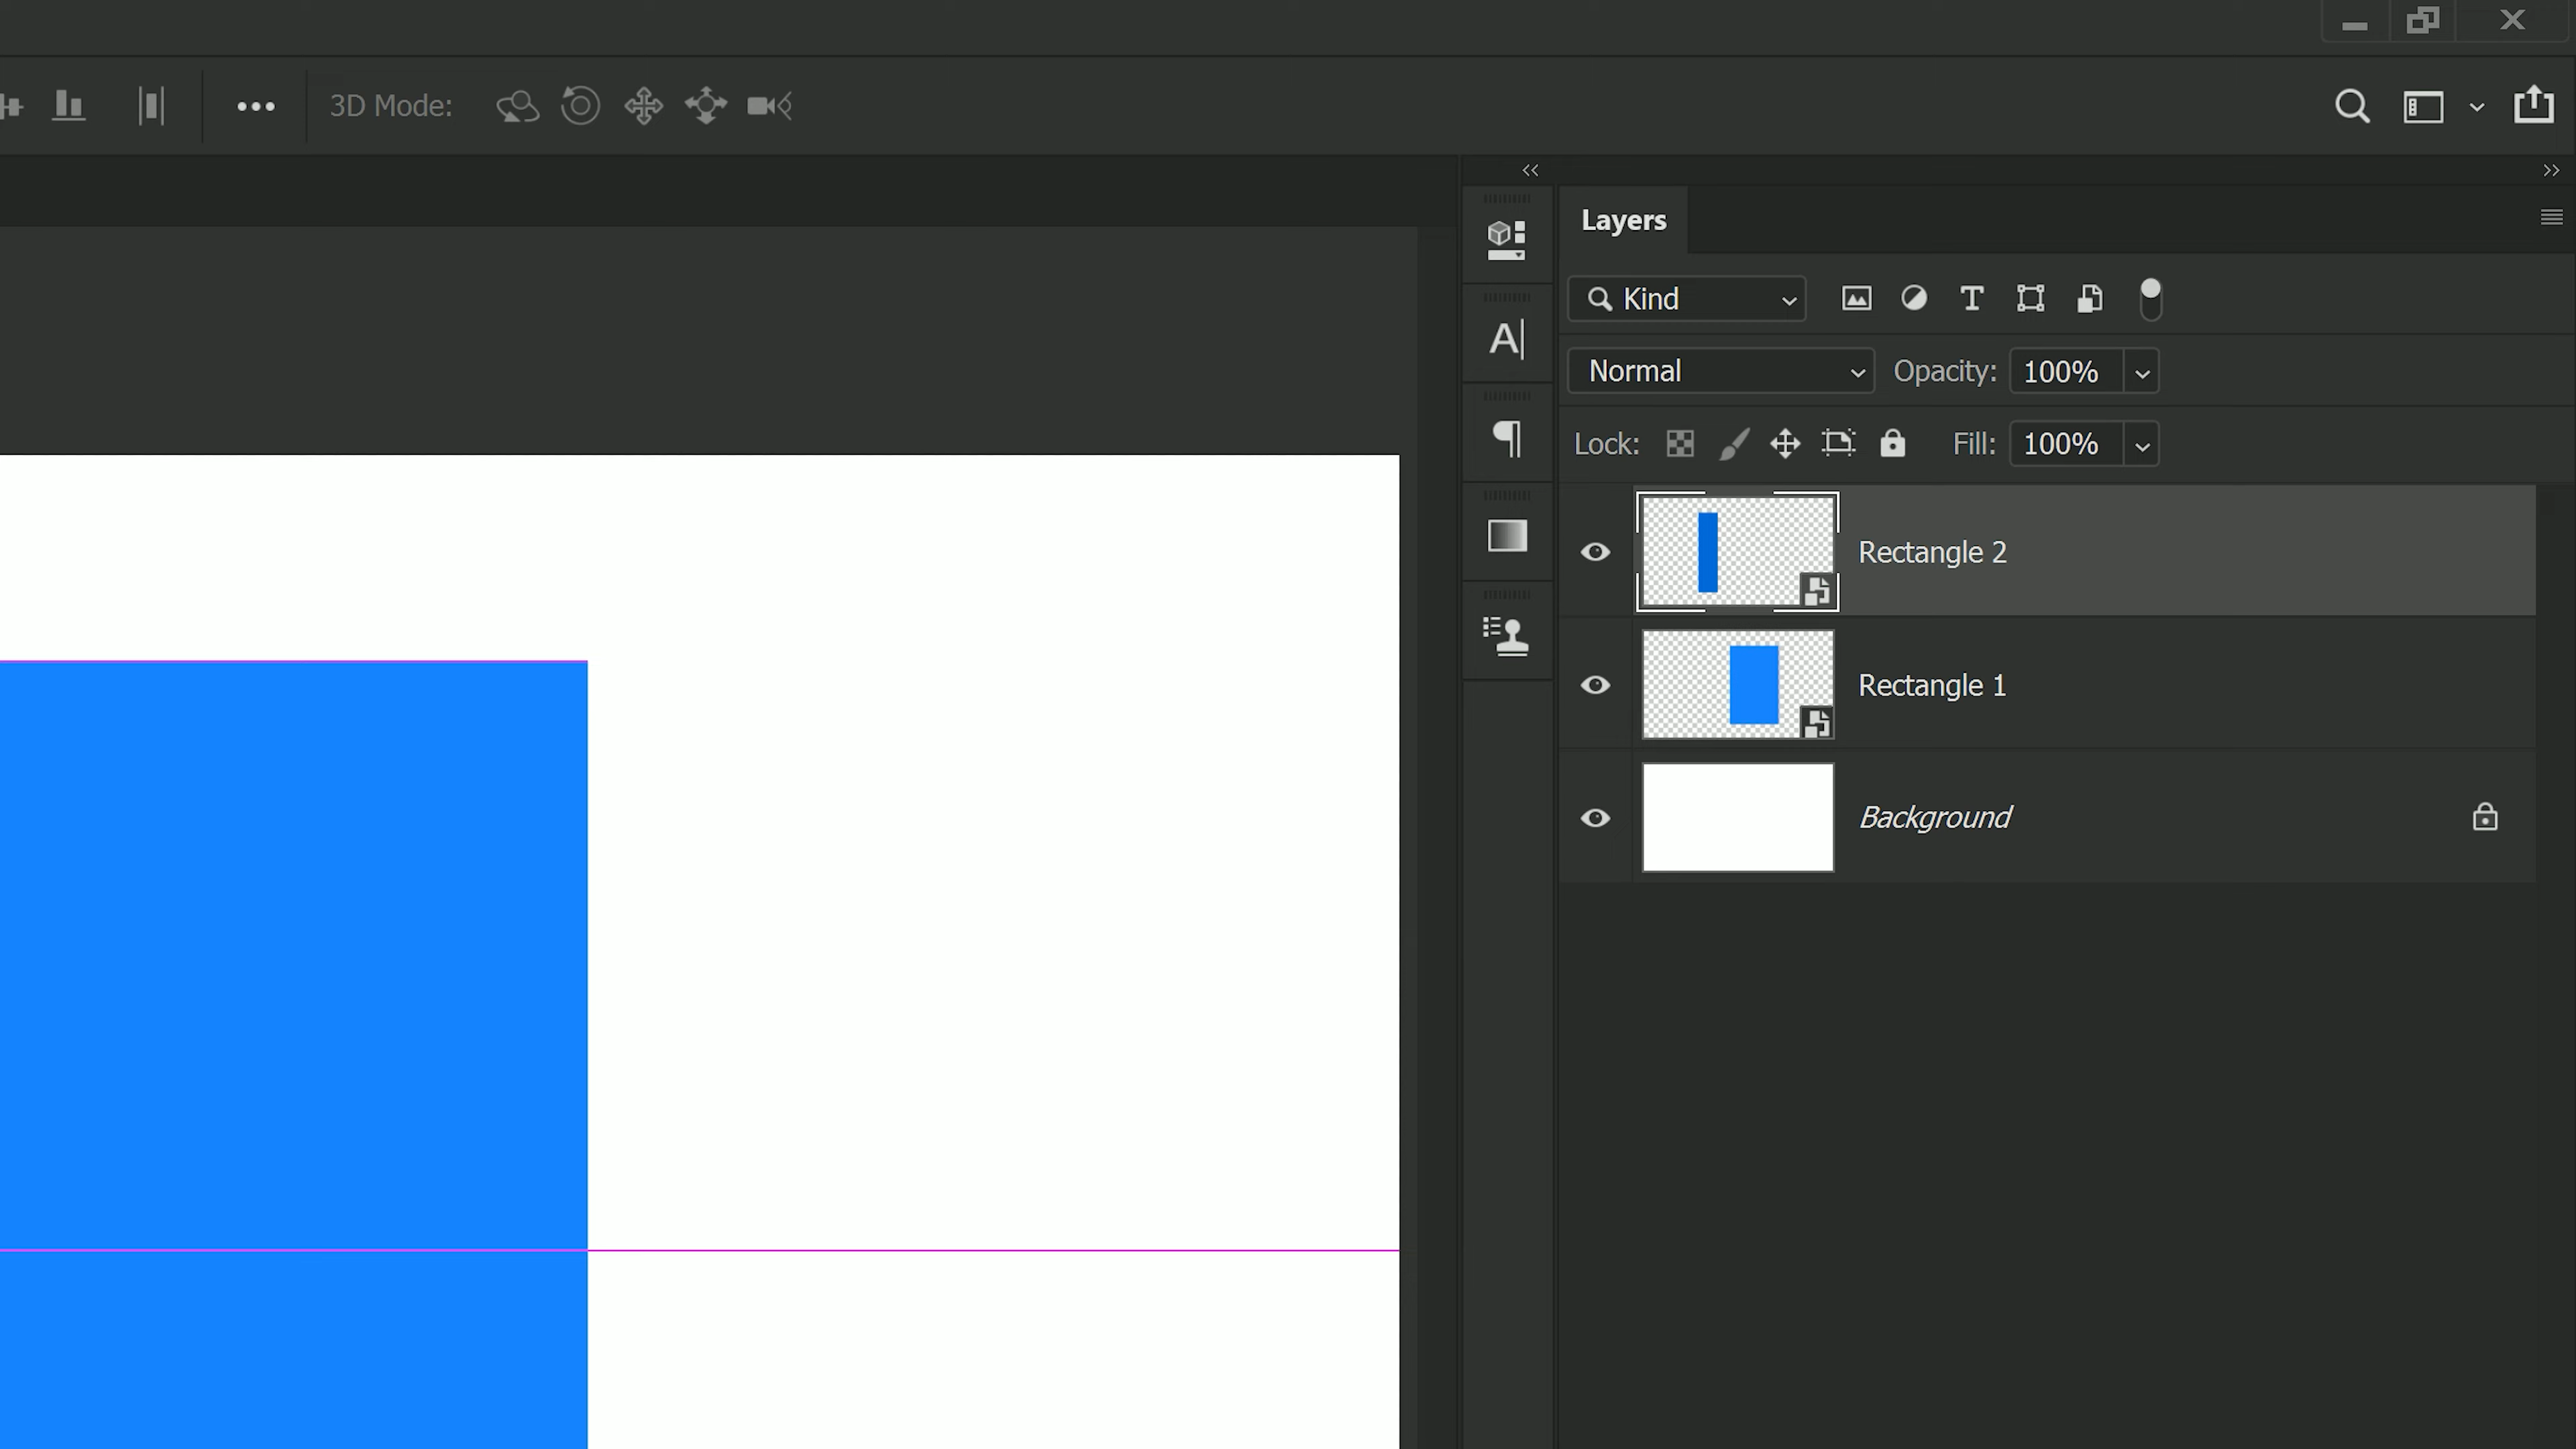 3D Mode:
Layers
Kind
Normal
Opacity:
100%
Lock:
Fill:
100%
Rectangle 2
Rectangle 1
Background